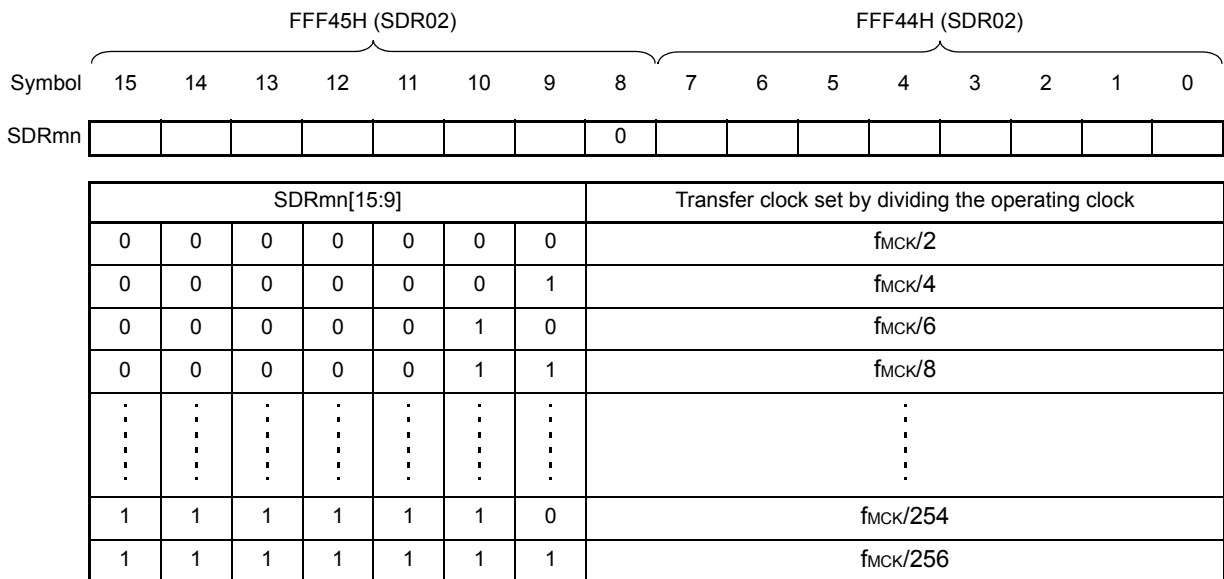 FFF45H (SDR02) FFF44H (SDR02)
Symbol 15 14 13 12 11 10 9 8 7 6 5 4 3 2 1 0
SDRmn 0
SDRmn[15:9] Transfer clock set by dividing the operating clock
0 0 0 0 0 0 0 fMCK/2
0 0 0 0 0 0 1 fMCK/4
0 0 0 0 0 1 0 fMCK/6
0 0 0 0 0 1 1 fMCK/8
1 1 1 1 1 1 0 fMCK/254
1 1 1 1 1 1 1 fMCK/256